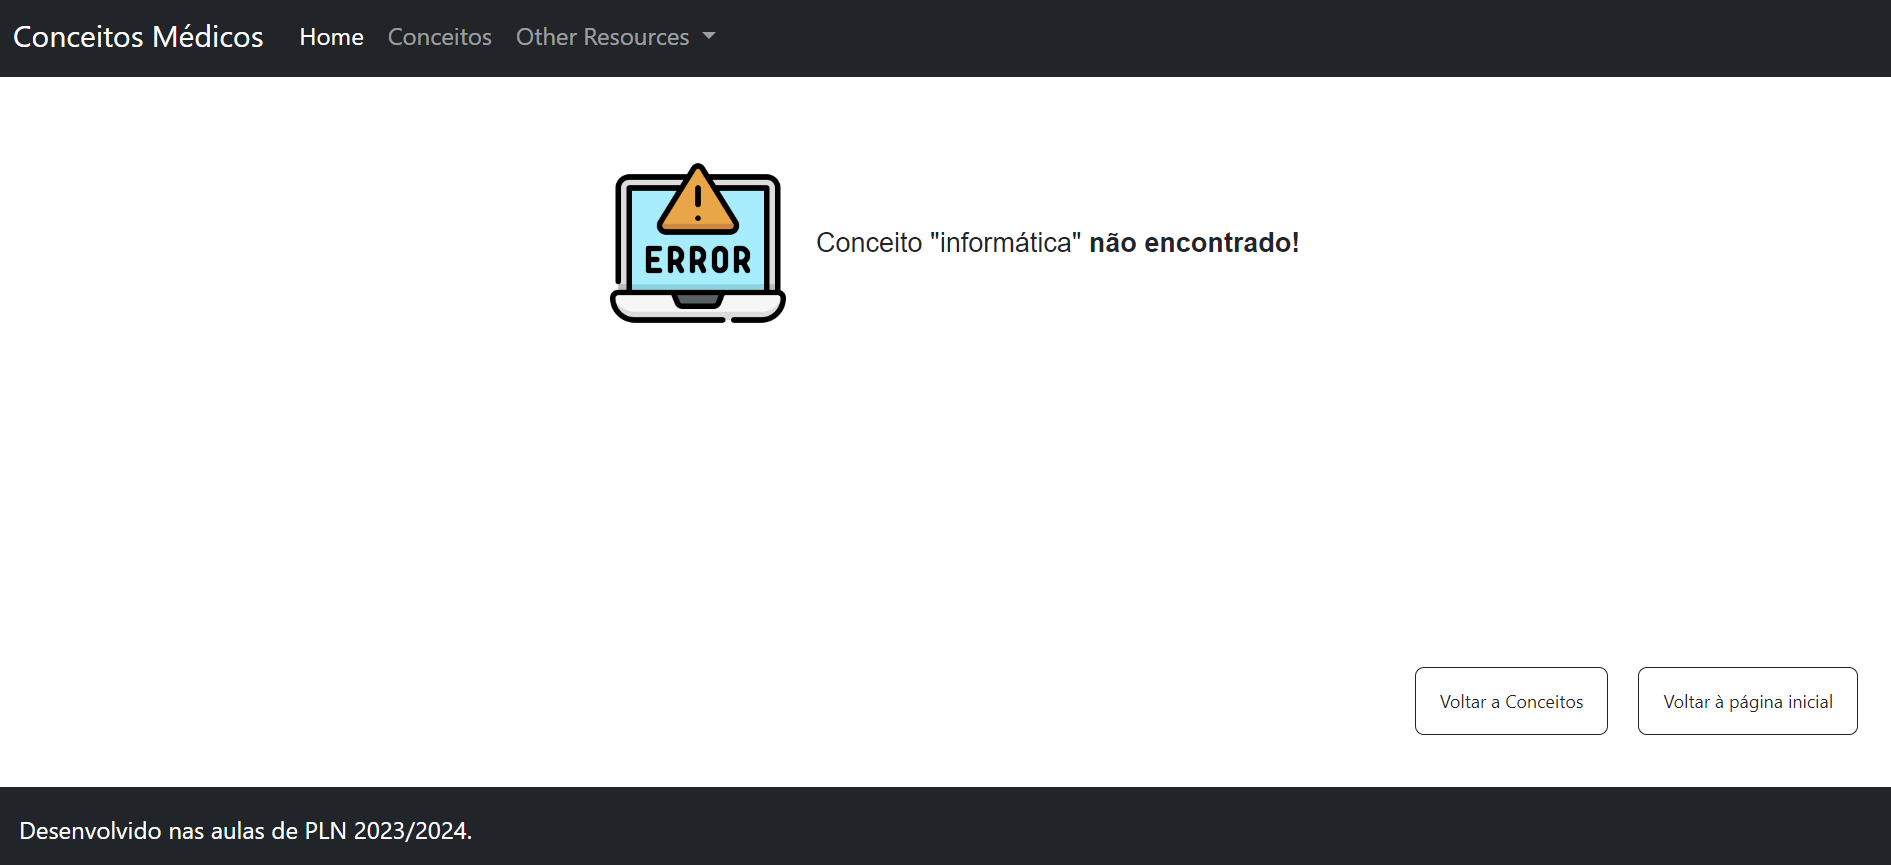 Conceitos Médicos Home Conceitos Other Resources
ERROR
Conceito "informática" não encontrado!
Voltar a Conceitos Voltar à página inicial
Desenvolvido nas aulas de PLN 2023/2024.